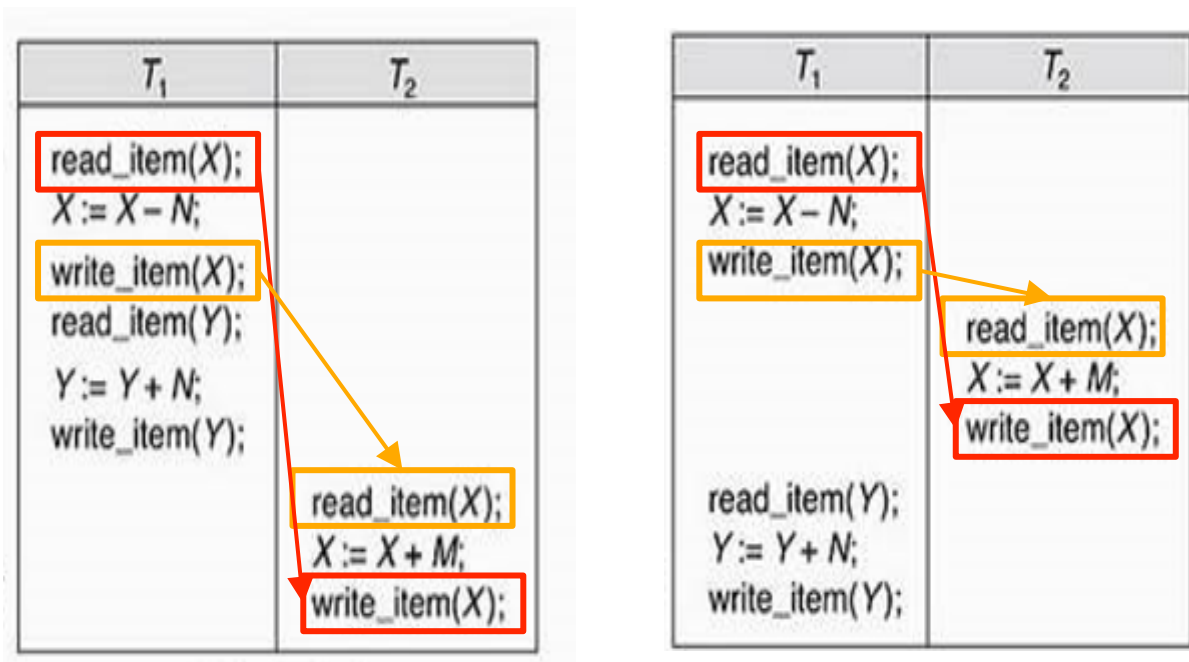 T₁ T₂
read_item(X);
X := X – N;
write_item(X);
read_item(Y);
Y := Y + N;
write_item(Y);
read_item(X);
X := X + M;
write_item(X);
T₁ T₂
read_item(X);
X := X – N;
write_item(X);
read_item(X);
X := X + M;
write_item(X);
read_item(Y);
Y := Y + N;
write_item(Y);